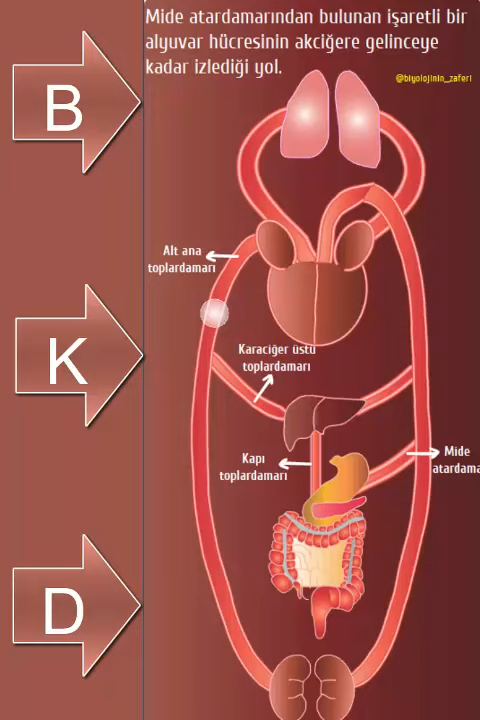 Mide atardamarından bulunan işaretli bir
alyuvar hücresinin akciğere gelinceye
kadar izlediği yol.
@biyolojinin_zaferi
B
Alt ana
toplardamarı
K
Karaciğer üstü
toplardamarı
Kapı
toplardamarı
Mide
atardama
D